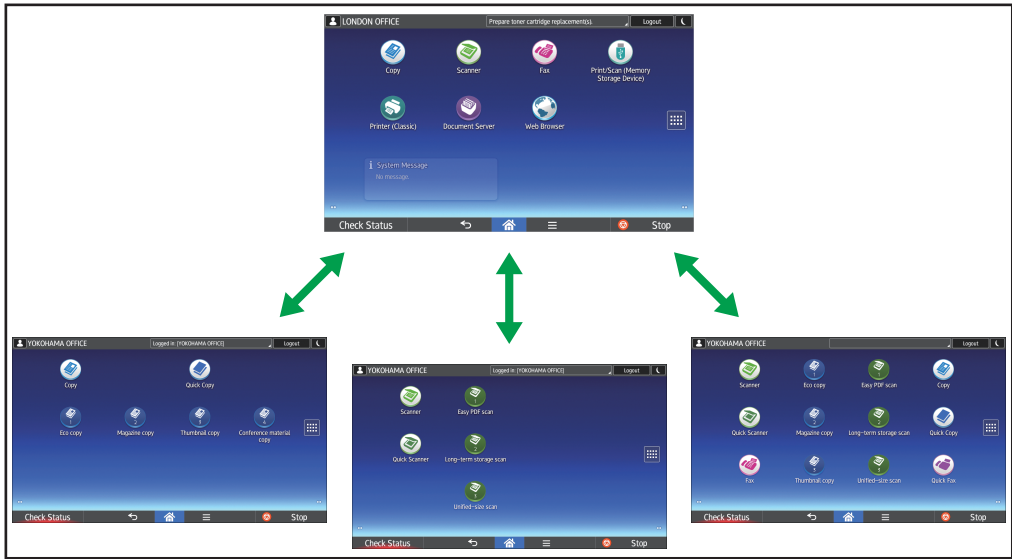 LONDON OFFICE
Prepare toner cartridge replacement(s).
Logout
Copy
Scanner
Fax
Print/Scan (Memory
Storage Device)
Printer (Classic)
Document Server
Web Browser
System Message
No message.
Check Status
Stop
YOKOHAMA OFFICE
Logged in: [YOKOHAMA OFFICE]
Logout
Copy
Quick Copy
1
2
3
4
Eco copy
Magazine copy
Thumbnail copy
Conference material
copy
Check Status
Stop
YOKOHAMA OFFICE
Logged in: [YOKOHAMA OFFICE]
Logout
Scanner
Easy PDF scan
Quick Scanner
Long-term storage scan
Unified-size scan
Check Status
Stop
YOKOHAMA OFFICE
Logout
Scanner
Eco copy
Easy PDF scan
Copy
Quick Scanner
Magazine copy
Long-term storage scan
Quick Copy
Fax
Thumbnail copy
Unified-size scan
Quick Fax
Check Status
Stop